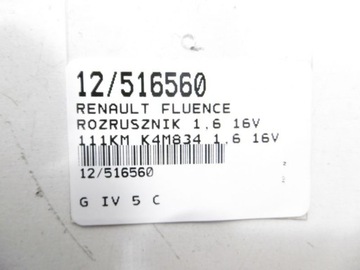 12/516560
RENAULT FLUENCE
ROZRUSZNIK 1,6 16V
111KM K4M834 1,6 16V
12/516560
G IV 5 C